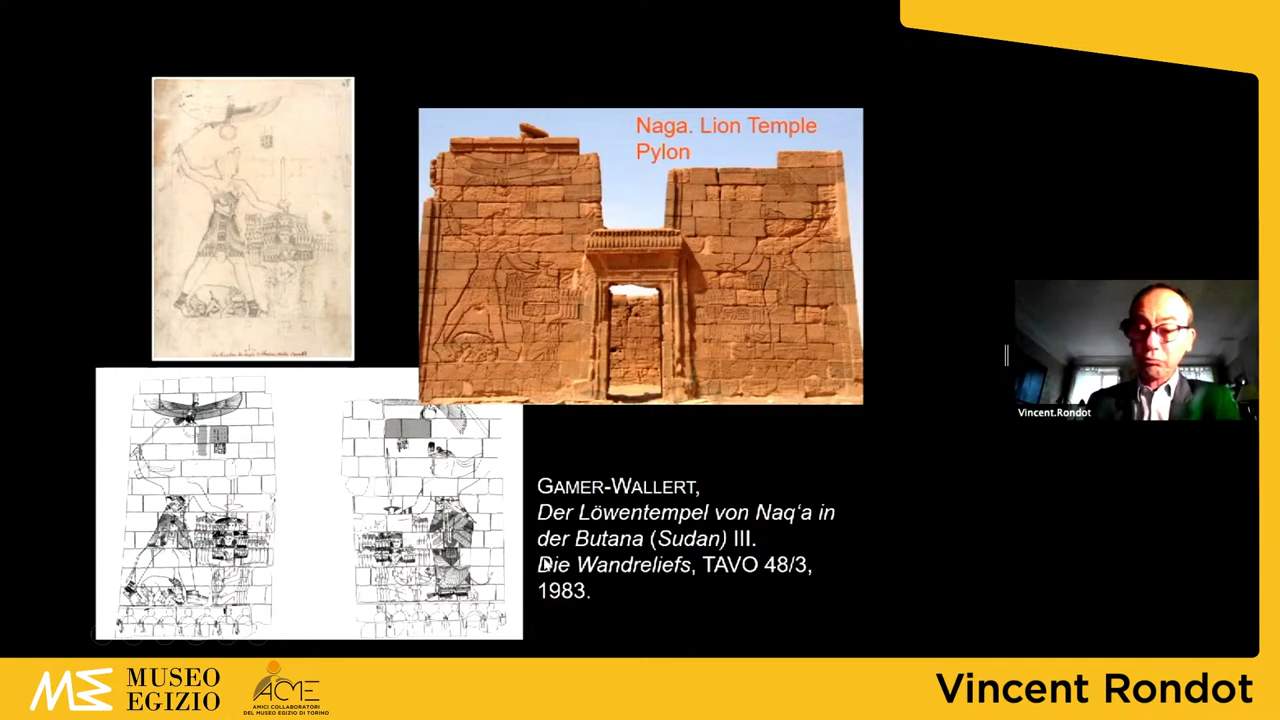 Naga. Lion Temple
Pylon
GAMER-WALLERT,
Der Löwentempel von Naq‘a in
der Butana (Sudan) III.
Die Wandreliefs, TAVO 48/3,
1983.
Vincent.Rondot
MUSEO
EGIZIO
ACME
AMICI COLLABORATORI
DEL MUSEO EGIZIO DI TORINO
Vincent Rondot